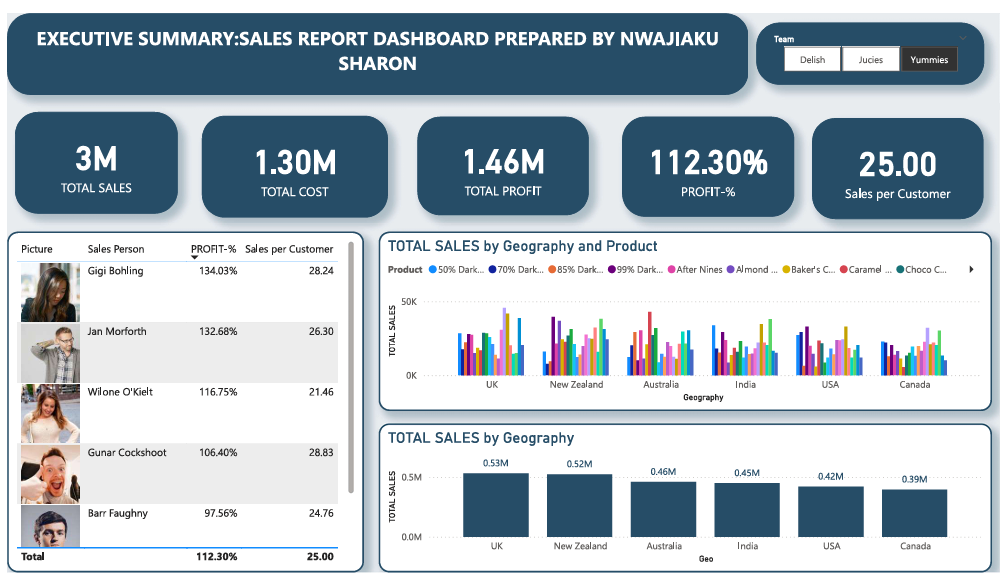 EXECUTIVE SUMMARY:SALES REPORT DASHBOARD PREPARED BY NWAJIAKU
SHARON
Team
Delish Jucies Yummies
3M
TOTAL SALES
1.30M
TOTAL COST
1.46M
TOTAL PROFIT
112.30%
PROFIT-%
25.00
Sales per Customer
Picture Sales Person PROFIT-% Sales per Customer
Gigi Bohling 134.03% 28.24
Jan Morforth 132.68% 26.30
Wilone O'Kielt 116.75% 21.46
Gunar Cockshoot 106.40% 28.83
Barr Faughny 97.56% 24.76
Total 112.30% 25.00
TOTAL SALES by Geography and Product
Product 50% Dark... 70% Dark... 85% Dark... 99% Dark... After Nines Almond ... Baker's C... Caramel ... Choco C...
TOTAL SALES
50K
0K
UK New Zealand Australia India USA Canada
Geography
TOTAL SALES by Geography
TOTAL SALES
0.5M
0.0M
0.53M 0.52M 0.46M 0.45M 0.42M 0.39M
UK New Zealand Australia India USA Canada
Geo